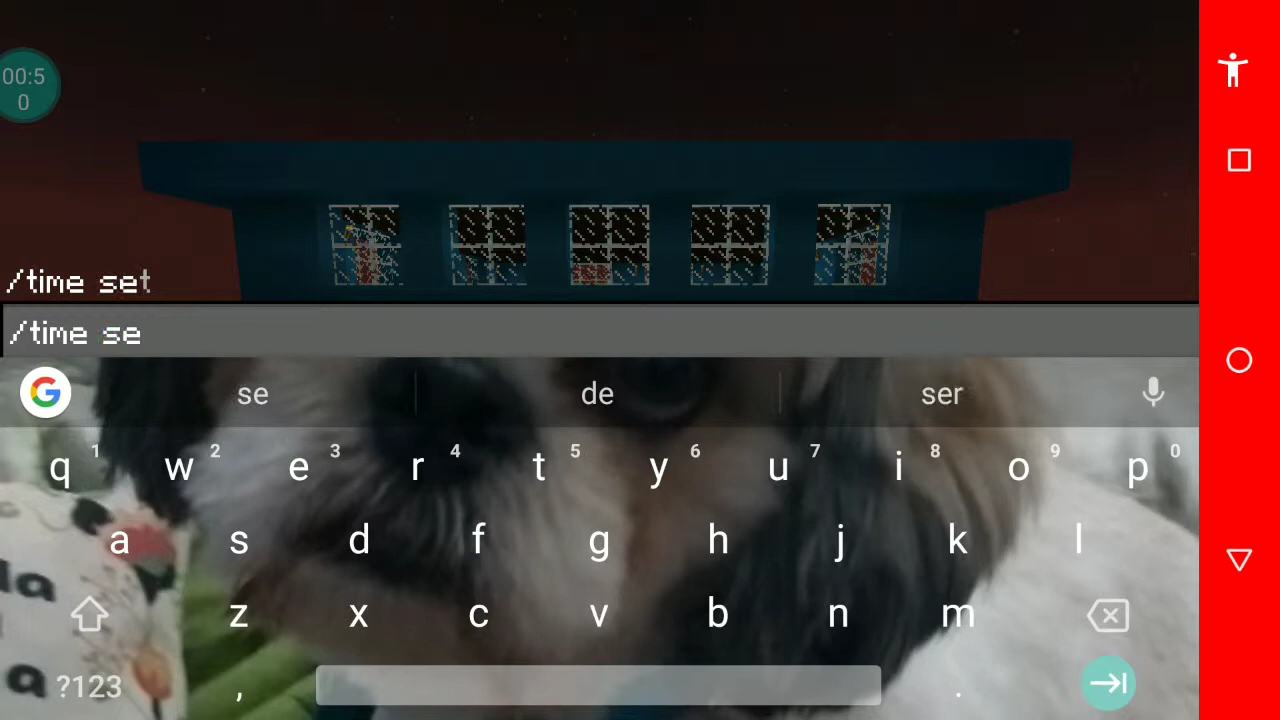 00:5
0
/time set
/time se
se de ser
q 1 w 2 e 3 r 4 t 5 y 6 u 7 i 8 o 9 p 0
a s d f g h j k l
z x c v b n m
?123 , .
la
a